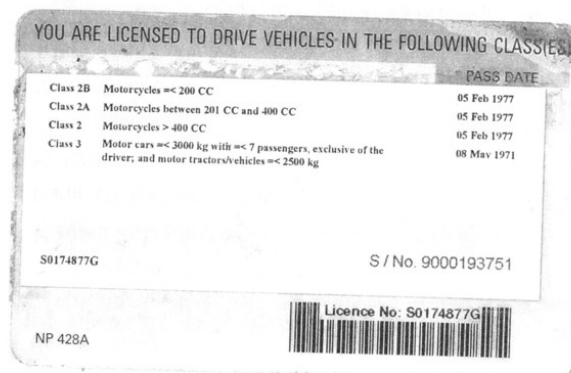 YOU ARE LICENSED TO DRIVE VEHICLES IN THE FOLLOWING CLASS(ES)
PASS DATE
Class 2B Motorcycles =< 200 CC 05 Feb 1977
Class 2A Motorcycles between 201 CC and 400 CC 05 Feb 1977
Class 2 Motorcycles > 400 CC 05 Feb 1977
Class 3 Motor cars =< 3000 kg with =< 7 passengers, exclusive of the 08 May 1971
driver; and motor tractors/vehicles =< 2500 kg
S0174877G S / No. 9000193751
Licence No: S0174877G
NP 428A